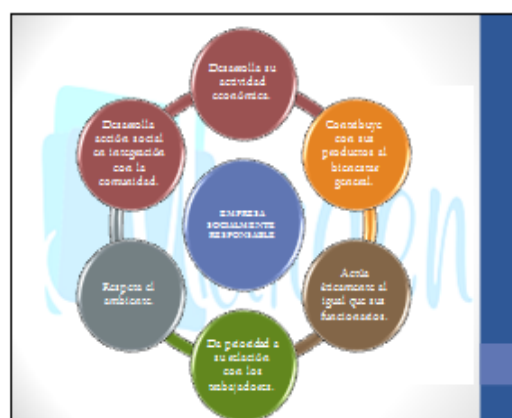 Desarrolla su
actividad
económica.
Contribuye
con sus
productos al
bienestar
general.
Actúa
éticamente al
igual que sus
funcionarios.
Da prioridad a
su relación
con los
trabajadores.
Respeta el
ambiente.
Desarrolla
acción social
en integración
con la
comunidad.
EMPRESA
SOCIALMENTE
RESPONSABLE